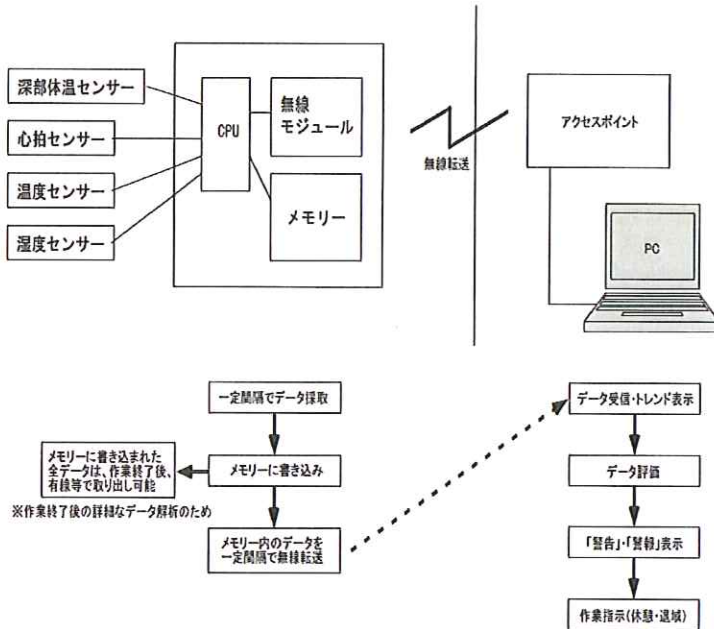 深部体温センサー
心拍センサー
温度センサー
湿度センサー
CPU
無線
モジュール
メモリー
無線転送
アクセスポイント
PC
一定間隔でデータ採取
メモリーに書き込み
メモリーに書き込まれた
全データは、作業終了後、
有線等で取り出し可能
※作業終了後の詳細なデータ解析のため
メモリー内のデータを
一定間隔で無線転送
データ受信・トレンド表示
データ評価
「警告」・「警報」表示
作業指示(休憩・退域)